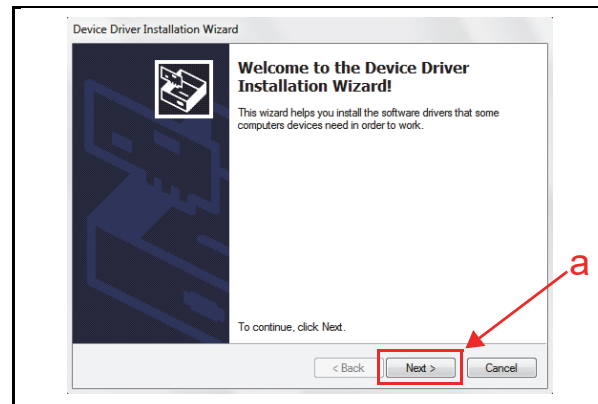 Device Driver Installation Wizard
Welcome to the Device Driver
Installation Wizard!
This wizard helps you install the software drivers that some
computers devices need in order to work.
a
To continue, click Next.
< Back
Next >
Cancel